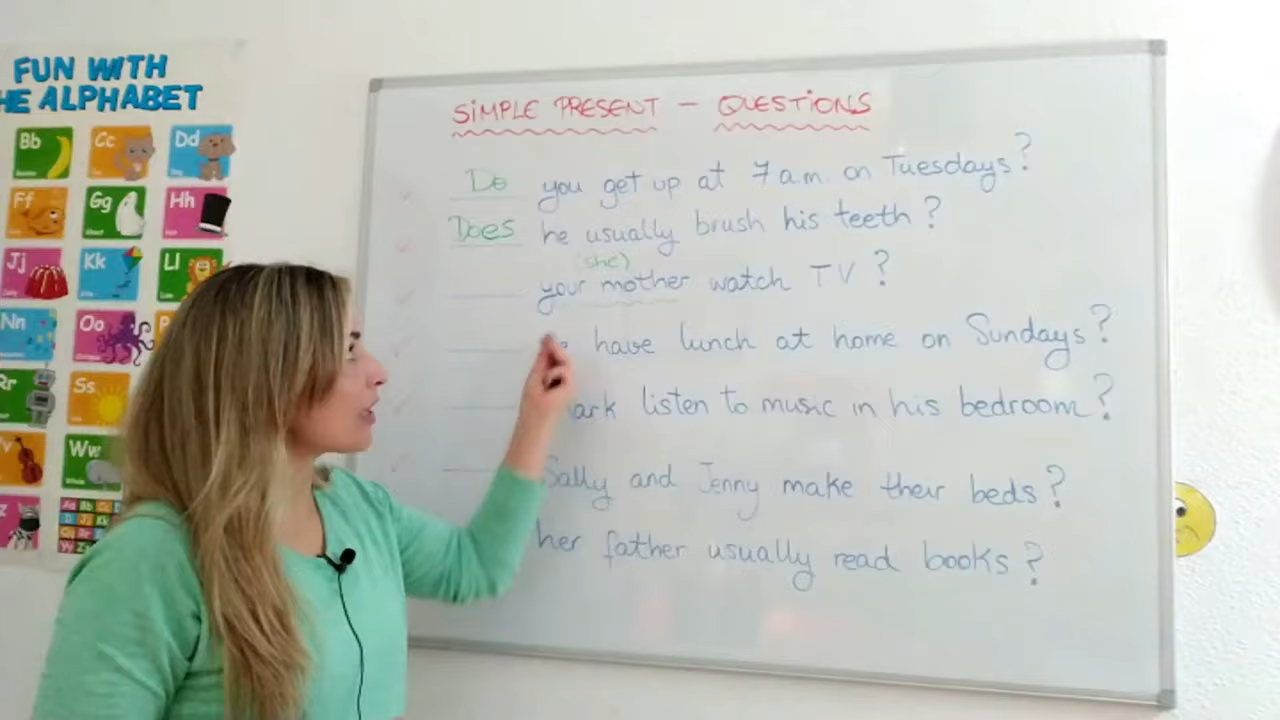 FUN WITH
HE ALPHABET
Bb
Cc
Dd
Ff
Gg
Hh
Jj
Kk
Ll
Nn
Oo
Rr
Ss
Ww
SIMPLE PRESENT - QUESTIONS
Do you get up at 7 a.m. on Tuesdays?
Does he usually brush his teeth?
(she)
your mother watch TV?
have lunch at home on Sundays?
ark listen to music in his bedroom?
Sally and Jenny make their beds?
her father usually read books?